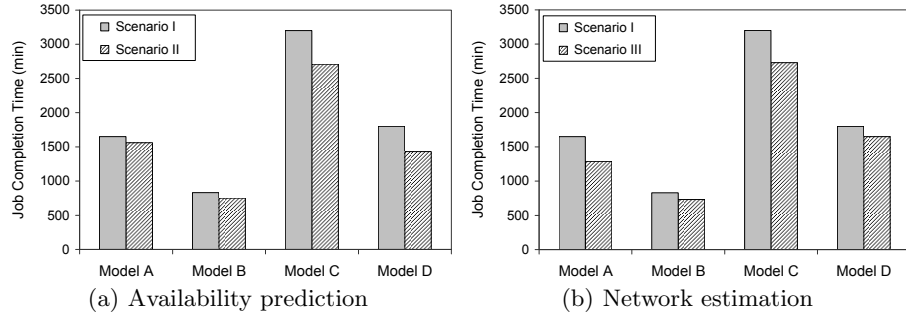 3500
3000
2500
2000
1500
1000
500
0
Job Completion Time (min)
Scenario I
Scenario II
Model A Model B Model C Model D
(a) Availability prediction
3500
3000
2500
2000
1500
1000
500
0
Job Completion Time (min)
Scenario I
Scenario III
Model A Model B Model C Model D
(b) Network estimation